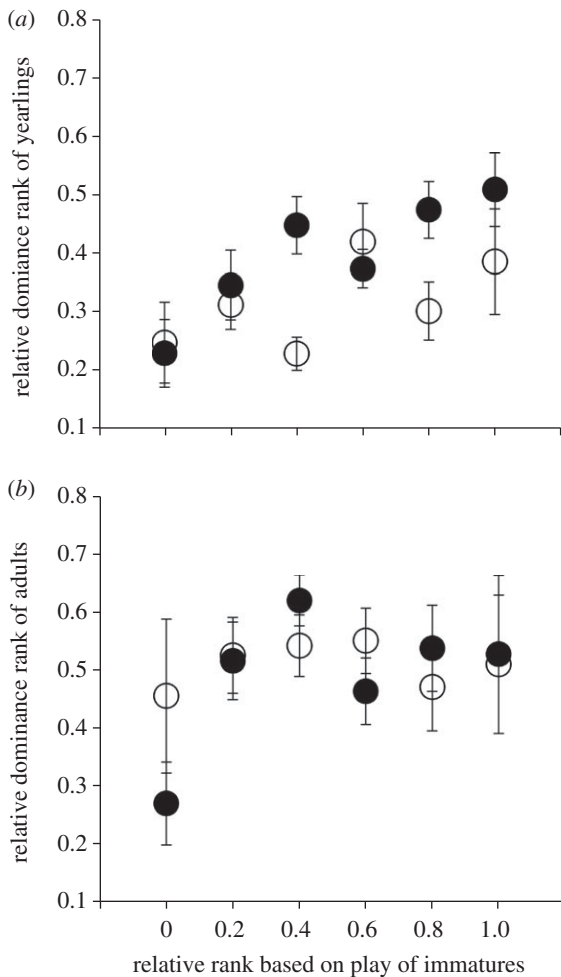 (a)
0.8
0.7
0.6
0.5
0.4
0.3
0.2
0.1
relative domiance rank of yearlings
(b)
0.8
0.7
0.6
0.5
0.4
0.3
0.2
0.1
relative dominance rank of adults
0 0.2 0.4 0.6 0.8 1.0
relative rank based on play of immatures